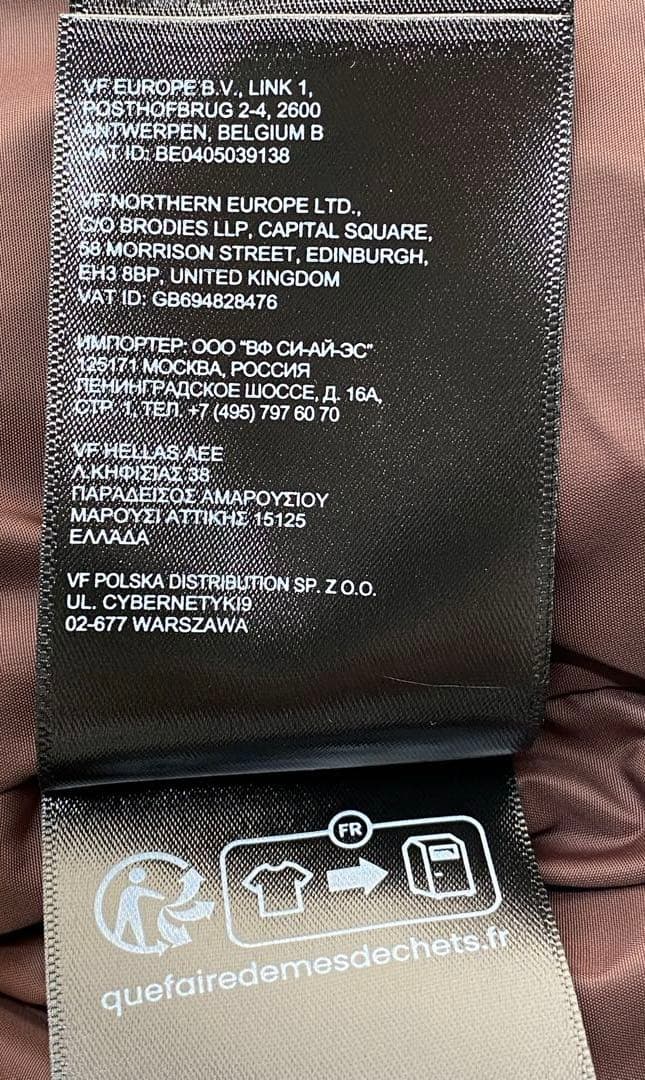 VF EUROPE B.V., LINK 1,
POSTHOFBRUG 2-4, 2600
ANTWERPEN, BELGIUM B
VAT ID: BE0405039138
VF NORTHERN EUROPE LTD.,
C/O BRODIES LLP, CAPITAL SQUARE,
58 MORRISON STREET, EDINBURGH,
EH3 8BP, UNITED KINGDOM
VAT ID: GB694828476
ИМПОРТЕР: ООО "ВФ СИ-АЙ-ЭС"
125171 МОСКВА, РОССИЯ
ЛЕНИНГРАДСКОЕ ШОССЕ, Д. 16А,
СТР. 1. ТЕЛ. +7 (495) 797 60 70
VF HELLAS AEE
Λ.ΚΗΦΙΣΙΑΣ 38
ΠΑΡΑΔΕΙΣΟΣ ΑΜΑΡΟΥΣΙΟΥ
ΜΑΡΟΥΣΙ ΑΤΤΙΚΗΣ 15125
ΕΛΛΑΔΑ
VF POLSKA DISTRIBUTION SP. Z O.O.
UL. CYBERNETYKI9
02-677 WARSZAWA
FR
quefairedemesdechets.fr